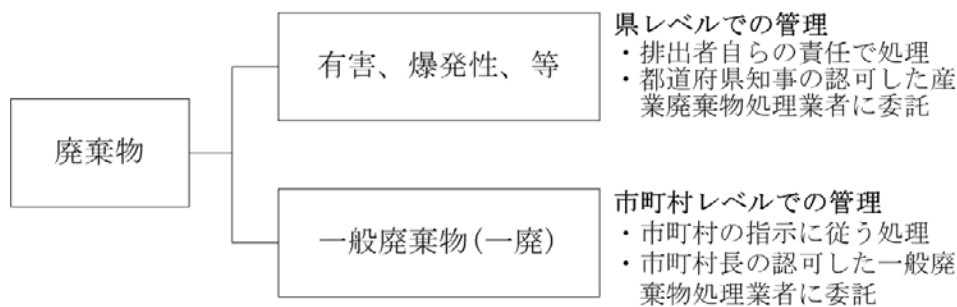 廃棄物
有害、爆発性、等
県レベルでの管理
・排出者自らの責任で処理
・都道府県知事の認可した産
業廃棄物処理業者に委託
一般廃棄物(一廃)
市町村レベルでの管理
・市町村の指示に従う処理
・市町村長の認可した一般廃
棄物処理業者に委託